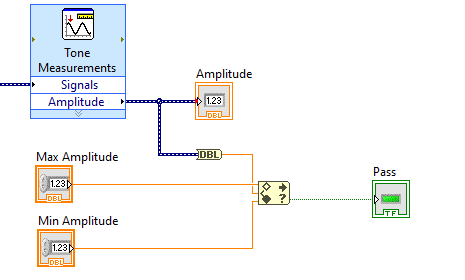 Tone
Measurements
Signals
Amplitude
Amplitude
1.23
DBL
DBL
Max Amplitude
1.23
DBL
?
Pass
TF
Min Amplitude
1.23
DBL